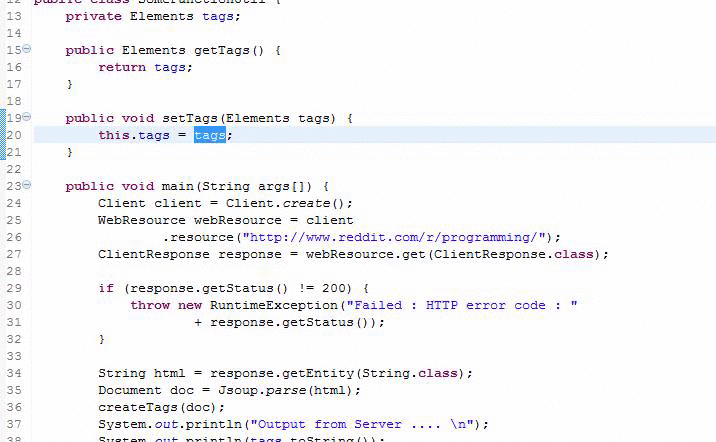 12 public class SomeFunctionUtil {
13 private Elements tags;
14
15 public Elements getTags() {
16 return tags;
17 }
18
19 public void setTags(Elements tags) {
20 this.tags = tags;
21 }
22
23 public void main(String args[]) {
24 Client client = Client.create();
25 WebResource webResource = client
26 .resource("http://www.reddit.com/r/programming/");
27 ClientResponse response = webResource.get(ClientResponse.class);
28
29 if (response.getStatus() != 200) {
30 throw new RuntimeException("Failed : HTTP error code : "
31 + response.getStatus());
32 }
33
34 String html = response.getEntity(String.class);
35 Document doc = Jsoup.parse(html);
36 createTags(doc);
37 System.out.println("Output from Server .... \n");
38 System.out.println(tags.toString());